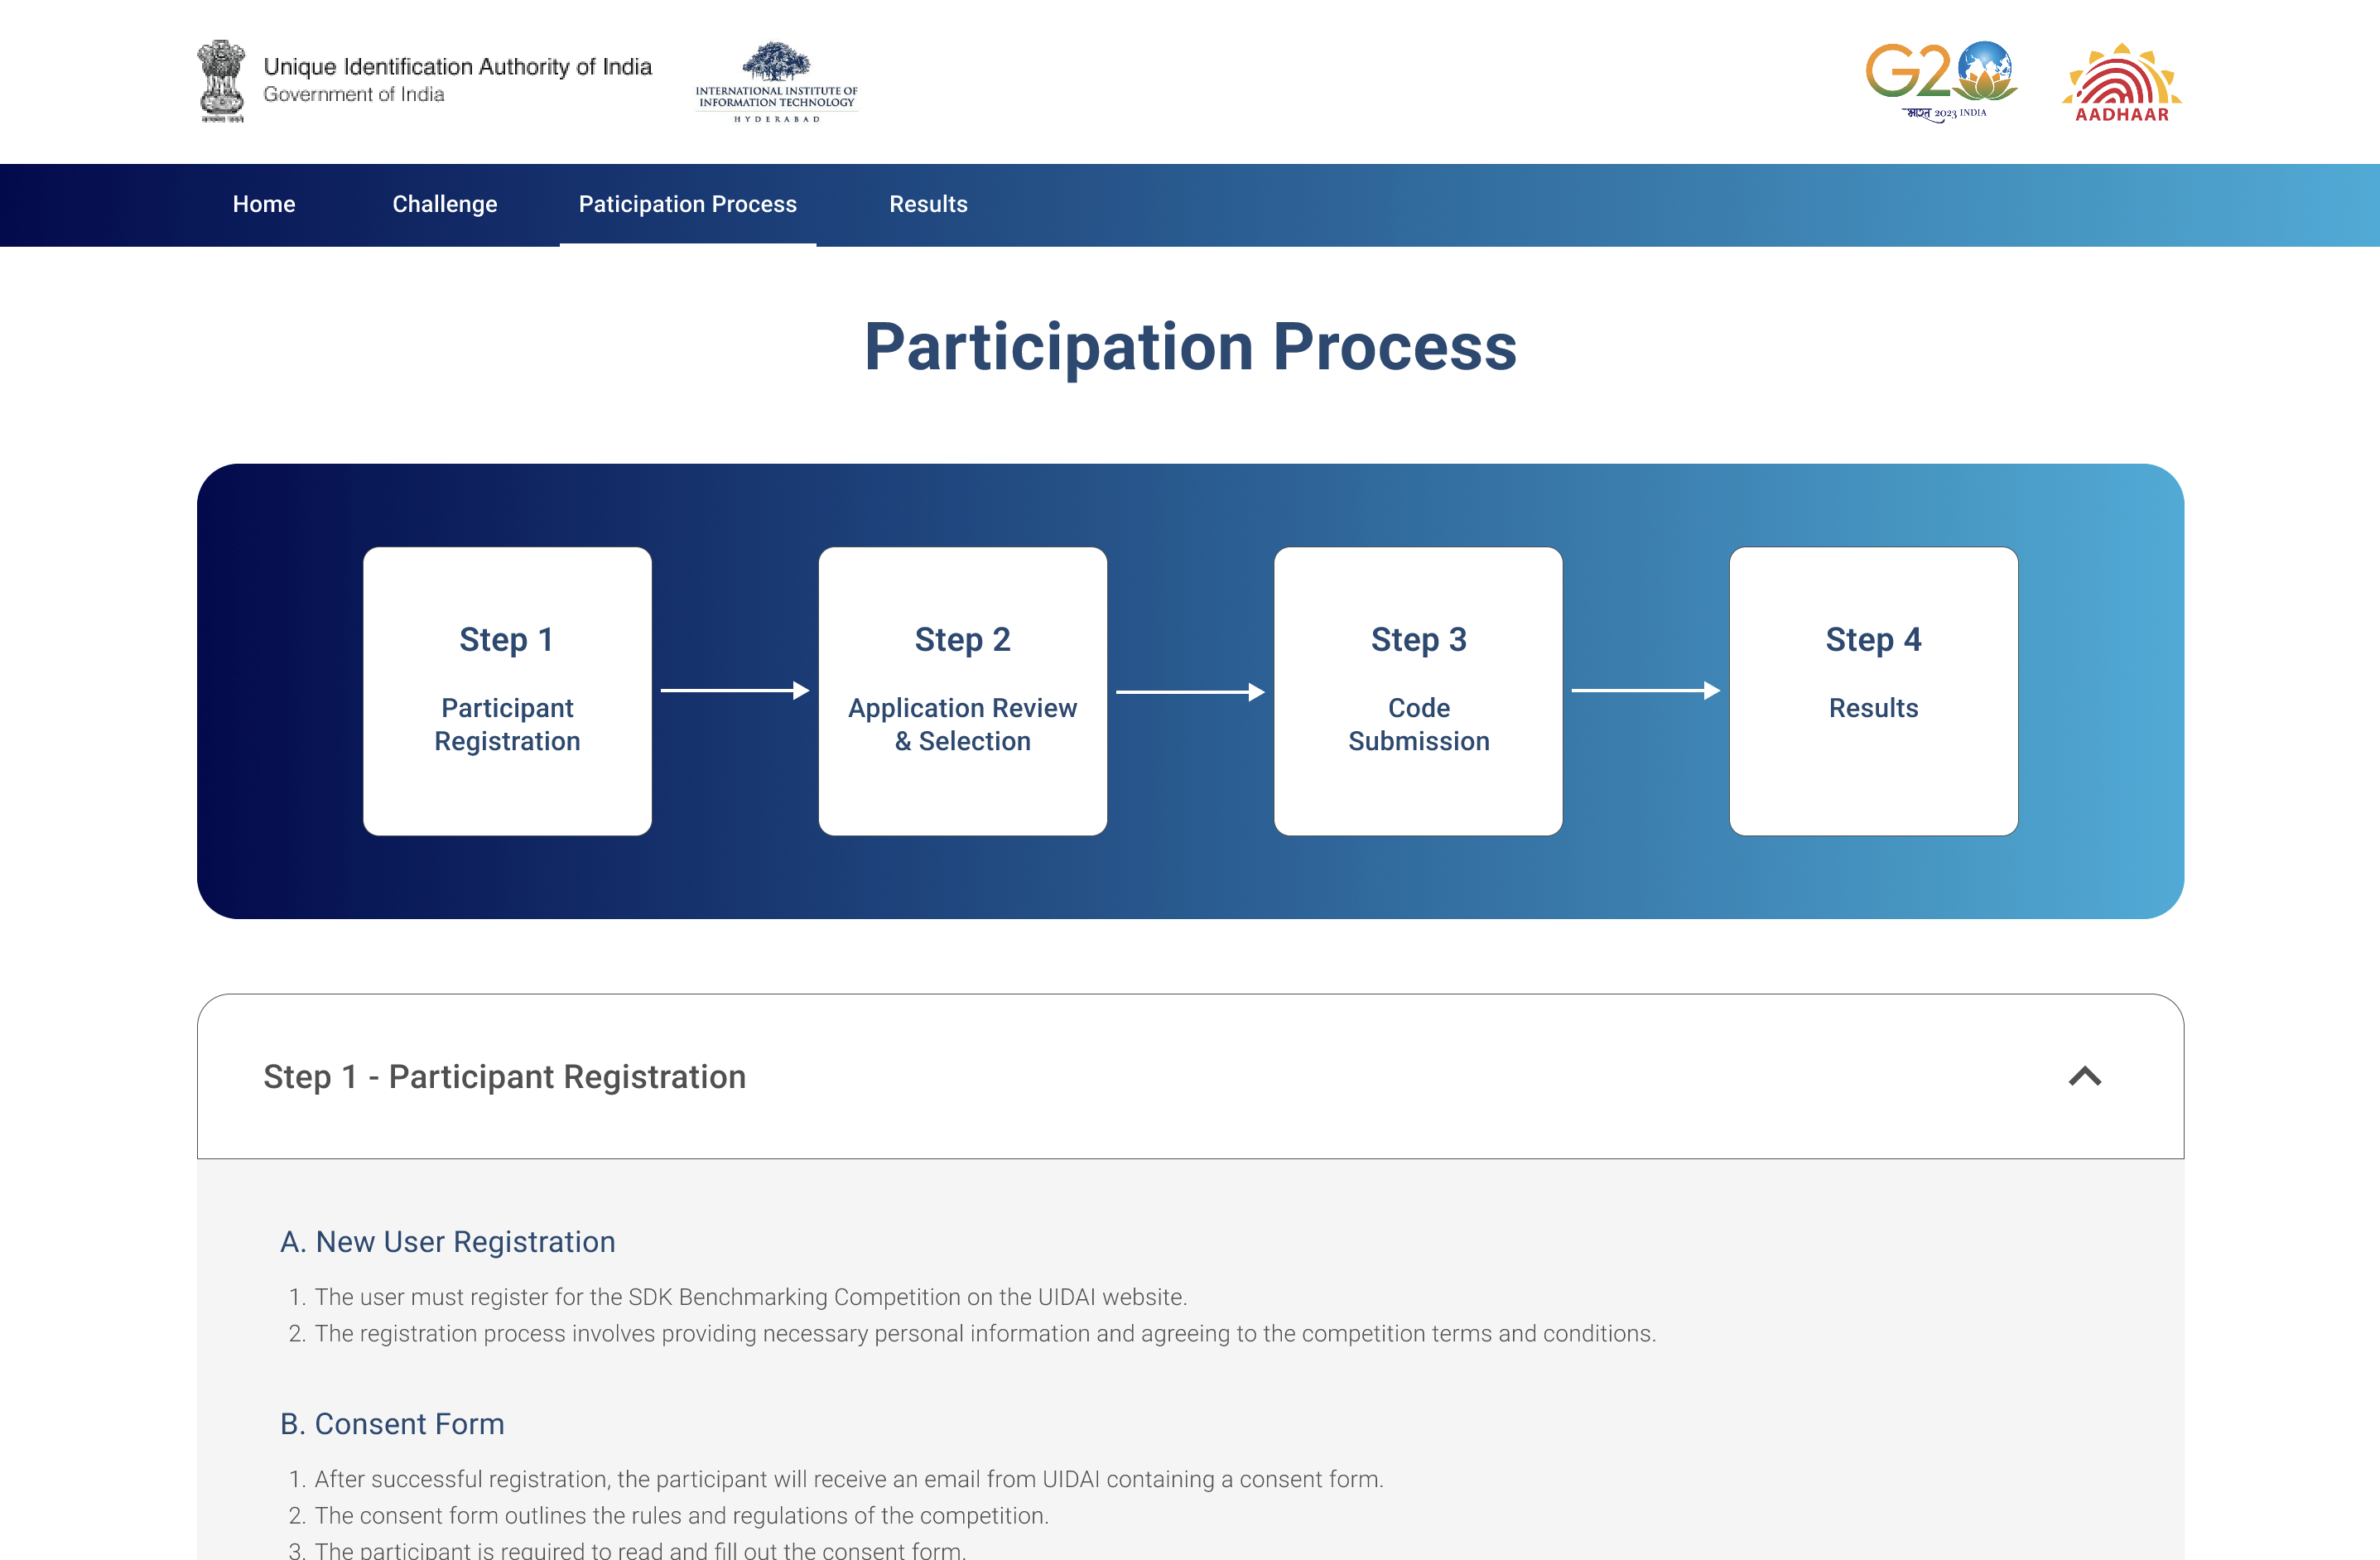 Unique Identification Authority of India
Government of India
INTERNATIONAL INSTITUTE OF
INFORMATION TECHNOLOGY
HYDERABAD
G20
भारत 2023 INDIA
AADHAAR
Home
Challenge
Paticipation Process
Results
Participation Process
Step 1
Participant
Registration
Step 2
Application Review
& Selection
Step 3
Code
Submission
Step 4
Results
Step 1 - Participant Registration
A. New User Registration
1. The user must register for the SDK Benchmarking Competition on the UIDAI website.
2. The registration process involves providing necessary personal information and agreeing to the competition terms and conditions.
B. Consent Form
1. After successful registration, the participant will receive an email from UIDAI containing a consent form.
2. The consent form outlines the rules and regulations of the competition.
3. The participant is required to read and fill out the consent form.